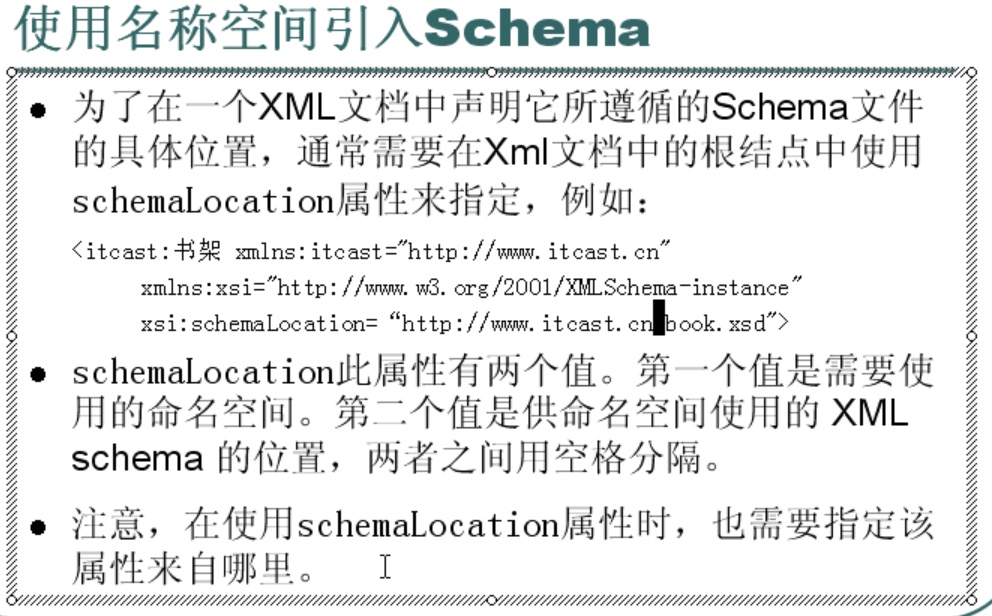 使用名称空间引入Schema
为了在一个XML文档中声明它所遵循的Schema文件
的具体位置，通常需要在Xml文档中的根结点中使用
schemaLocation属性来指定，例如：
<itcast:书架 xmlns:itcast="http://www.itcast.cn"
xmlns:xsi="http://www.w3.org/2001/XMLSchema-instance"
xsi:schemaLocation= “http://www.itcast.cn book.xsd">
schemaLocation此属性有两个值。第一个值是需要使
用的命名空间。第二个值是供命名空间使用的 XML
schema 的位置，两者之间用空格分隔。
注意，在使用schemaLocation属性时，也需要指定该
属性来自哪里。